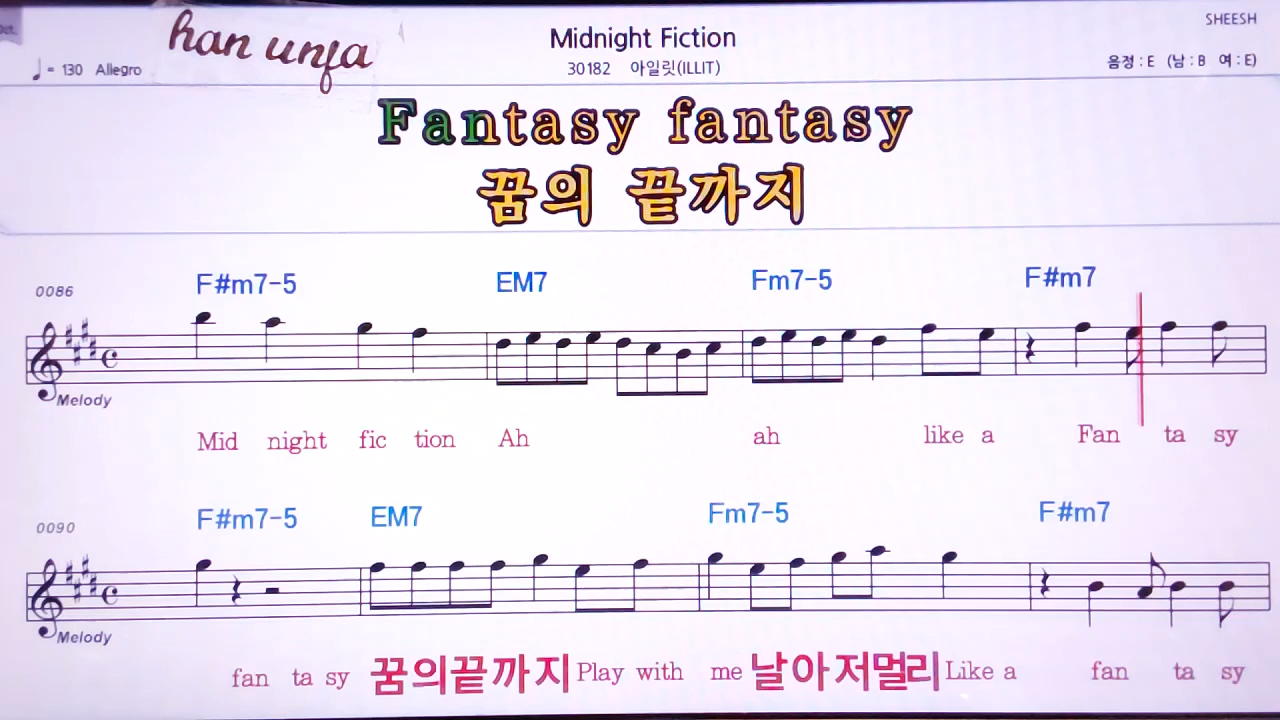 han unfa
Midnight Fiction
SHEESH
♩= 130 Allegro
30182 아일릿(ILLIT)
음정 : E (남 : B 여 : E)
Fantasy fantasy
꿈의 끝까지
0086 F#m7-5 EM7 Fm7-5 F#m7
Melody
Mid night fic tion Ah ah like a Fan ta sy
0090 F#m7-5 EM7 Fm7-5 F#m7
Melody
fan ta sy 꿈의끝까지 Play with me 날아저멀리 Like a fan ta sy